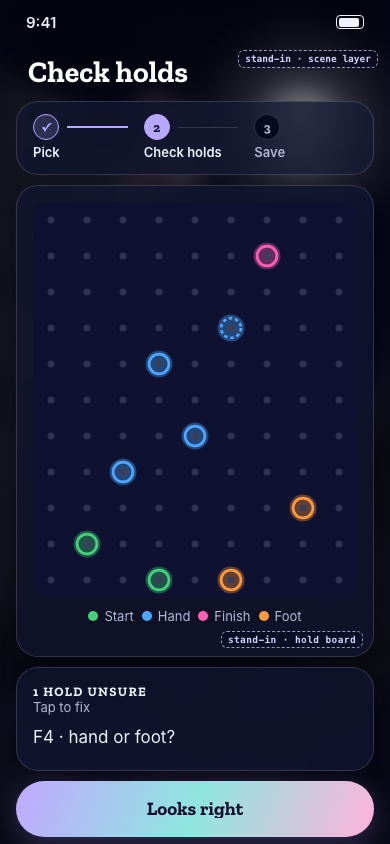 9:41
stand-in · scene layer
Check holds
✓ 2 3
Pick Check holds Save
Start Hand Finish Foot
stand-in · hold board
1 HOLD UNSURE
Tap to fix
F4 · hand or foot?
Looks right